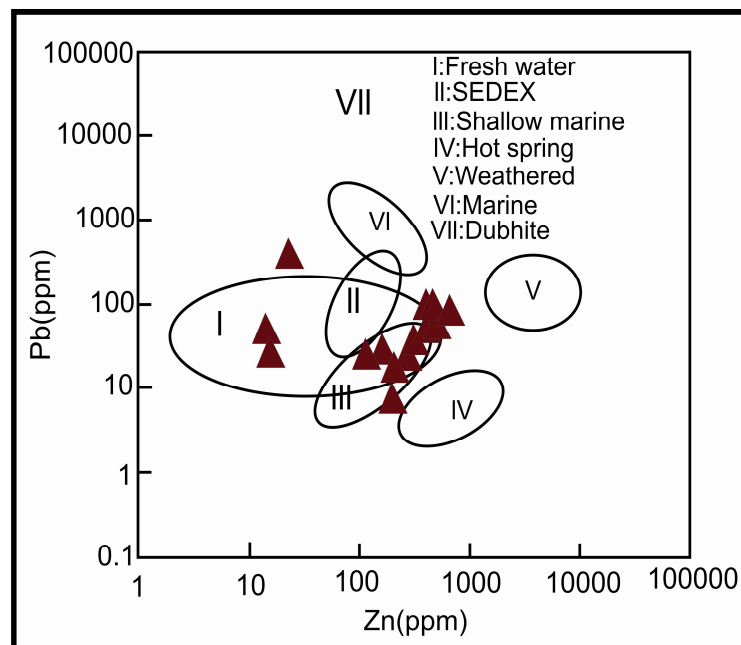 100000
10000
1000
100
10
1
0.1
Pb(ppm)
VII
I:Fresh water
II:SEDEX
III:Shallow marine
IV:Hot spring
V:Weathered
VI:Marine
VII:Dubhite
VI
II
I
V
III
IV
1 10 100 1000 10000 100000
Zn(ppm)